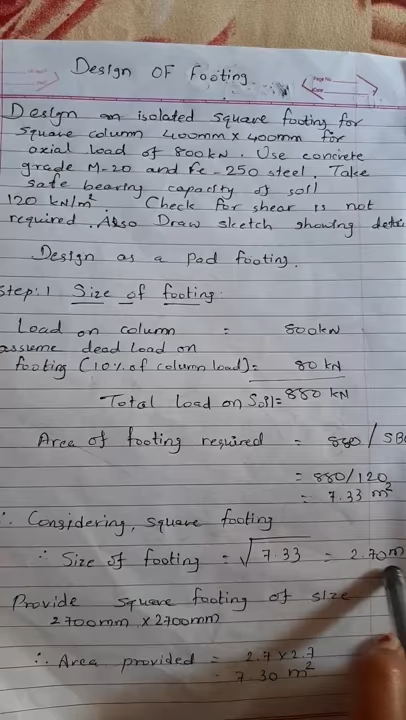 Design OF Footing
Page No
Date
Design an isolated square footing for
square column 400mm x 400mm for
axial load of 800kN. Use concrete
grade M-20 and Fe-250 steel. Take
safe bearing capacity of soil
120 kN/m². Check for shear is not
required. Also Draw sketch showing detai
Design as a Pad footing.
Step:1 Size of footing:
Load on column = 800kN
assume dead load on
footing (10% of column load)= 80 kN
Total load on Soil= 880 kN
Area of footing required = 880 / SBC
= 880/120
= 7.33 m²
∴ Considering, square footing
∴ Size of footing = √7.33 = 2.70m
Provide square footing of size
2700mm x 2700mm
∴ Area provided = 2.7 x 2.7
= 7.30 m²